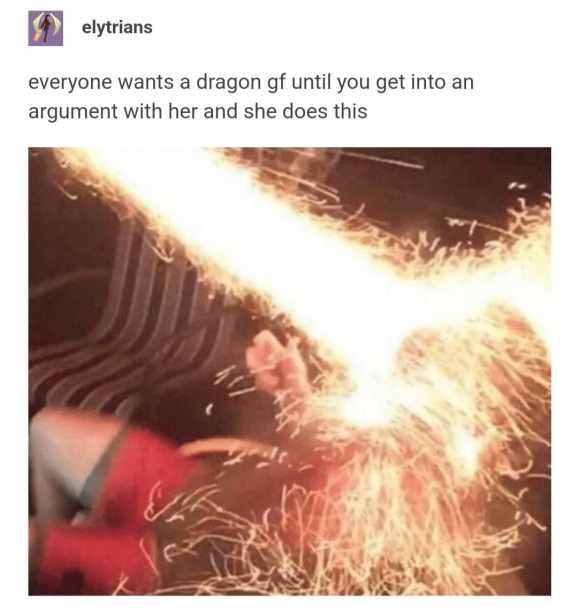 elytrians
everyone wants a dragon gf until you get into an
argument with her and she does this